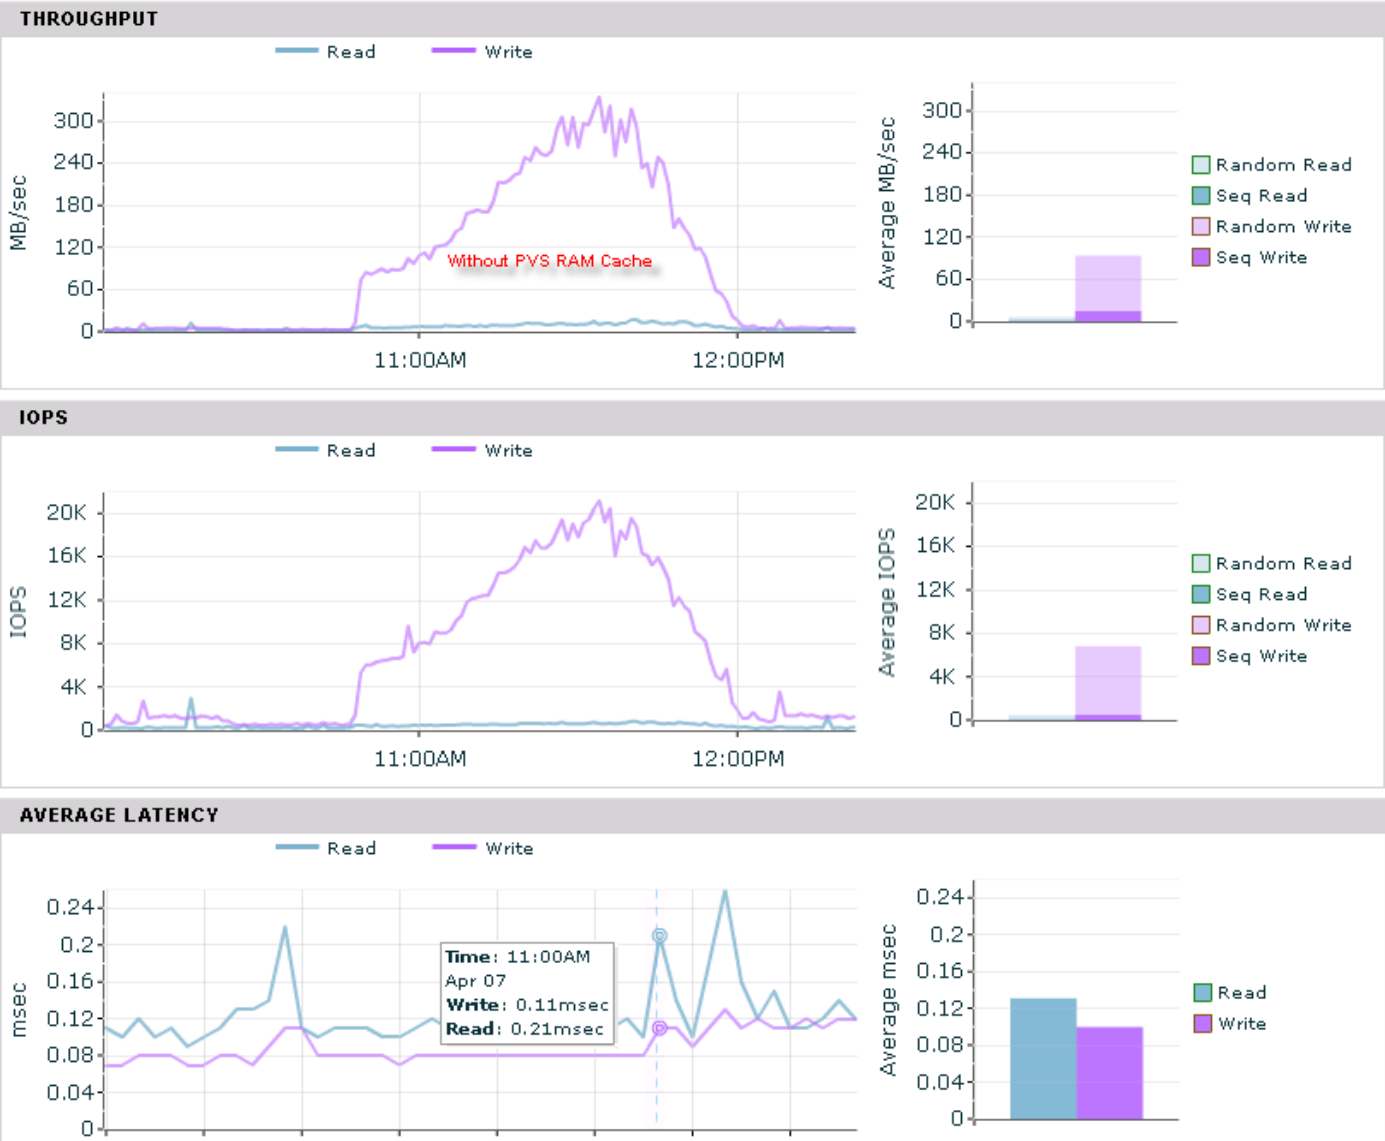 THROUGHPUT
Read Write
300
240
180
120
60
0
MB/sec
Without PVS RAM Cache
11:00AM 12:00PM
300
240
180
120
60
0
Average MB/sec
Random Read
Seq Read
Random Write
Seq Write
IOPS
Read Write
20K
16K
12K
8K
4K
0
IOPS
11:00AM 12:00PM
20K
16K
12K
8K
4K
0
Average IOPS
Random Read
Seq Read
Random Write
Seq Write
AVERAGE LATENCY
Read Write
0.24
0.2
0.16
0.12
0.08
0.04
0
msec
Time: 11:00AM
Apr 07
Write: 0.11msec
Read: 0.21msec
0.24
0.2
0.16
0.12
0.08
0.04
0
Average msec
Read
Write